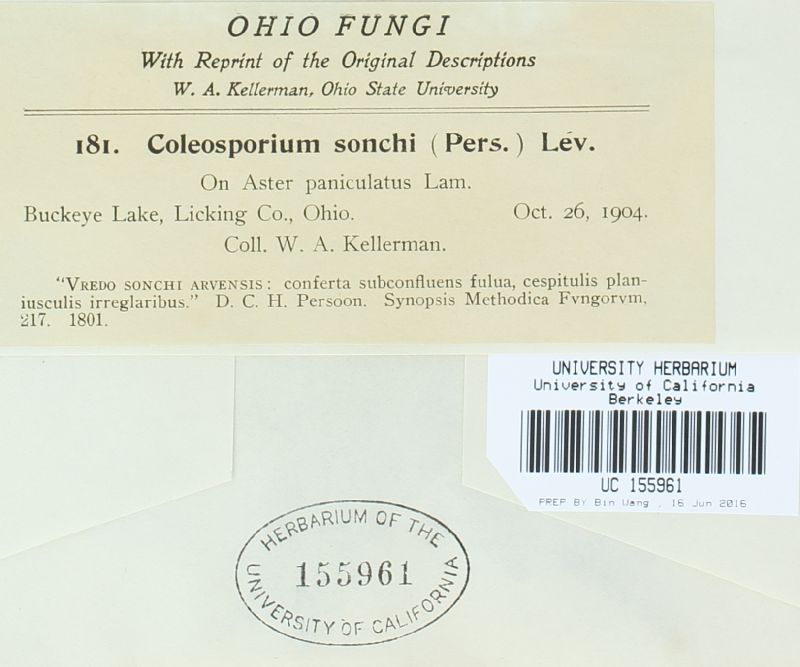 OHIO FUNGI
With Reprint of the Original Descriptions
W. A. Kellerman, Ohio State University
181. Coleosporium sonchi (Pers.) Lév.
On Aster paniculatus Lam.
Buckeye Lake, Licking Co., Ohio. Oct. 26, 1904.
Coll. W. A. Kellerman.
"VREDO SONCHI ARVENSIS: conferta subconfluens fulua, cespitulis plan-
iusculis irreglaribus." D. C. H. Persoon. Synopsis Methodica Fvngorvm,
217. 1801.
UNIVERSITY HERBARIUM
University of California
Berkeley
UC 155961
PREP BY Bin Wang , 16 Jun 2016
HERBARIUM OF THE
155961
UNIVERSITY OF CALIFORNIA